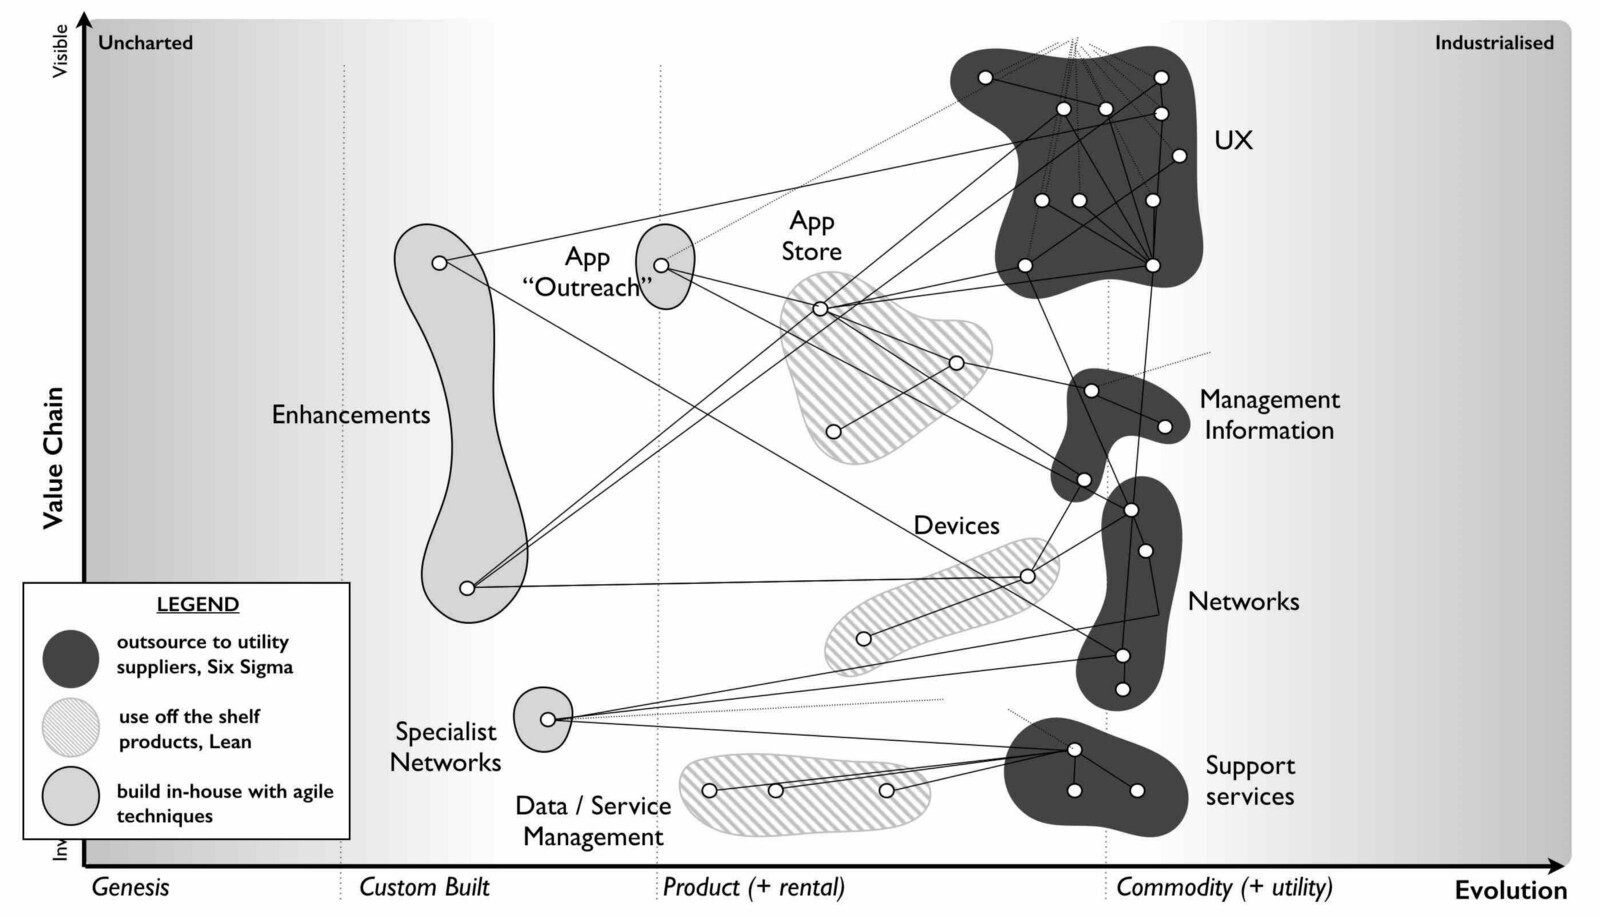 Visible
Uncharted
Industrialised
UX
App
Store
App
“Outreach”
Enhancements
Management
Information
Value Chain
Devices
Networks
LEGEND
outsource to utility
suppliers, Six Sigma
use off the shelf
products, Lean
build in-house with agile
techniques
Specialist
Networks
Data / Service
Management
Support
services
Inv
Genesis
Custom Built
Product (+ rental)
Commodity (+ utility)
Evolution